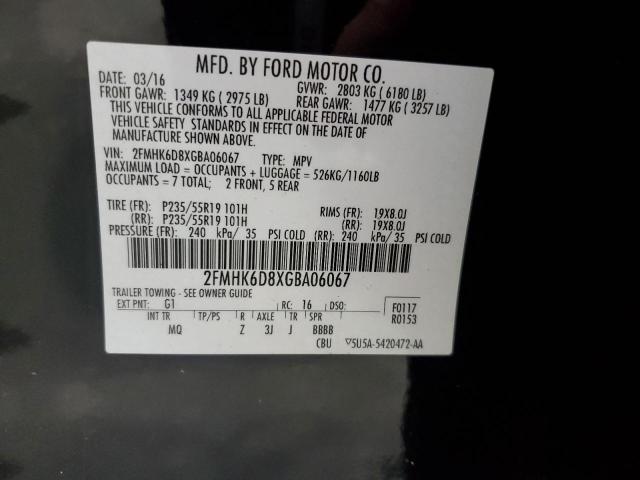 MFD. BY FORD MOTOR CO.
DATE: 03/16 GVWR: 2803 KG ( 6180 LB)
FRONT GAWR: 1349 KG ( 2975 LB) REAR GAWR: 1477 KG ( 3257 LB)
THIS VEHICLE CONFORMS TO ALL APPLICABLE FEDERAL MOTOR
VEHICLE SAFETY STANDARDS IN EFFECT ON THE DATE OF
MANUFACTURE SHOWN ABOVE.
VIN: 2FMHK6D8XGBA06067 TYPE: MPV
MAXIMUM LOAD = OCCUPANTS + LUGGAGE = 526KG/1160LB
OCCUPANTS = 7 TOTAL; 2 FRONT, 5 REAR
TIRE (FR): P235/55R19 101H RIMS (FR): 19X8.0J
(RR): P235/55R19 101H (RR): 19X8.0J
PRESSURE (FR): 240 kPa/ 35 PSI COLD (RR): 240 kPa/ 35 PSI COLD
2FMHK6D8XGBA06067
TRAILER TOWING - SEE OWNER GUIDE
EXT PNT: G1 RC: 16 DSO: F0117
R0153
INT TR TP/PS R AXLE TR SPR
MQ Z 3J J BBBB
CBU ▽5U5A-5420472-AA